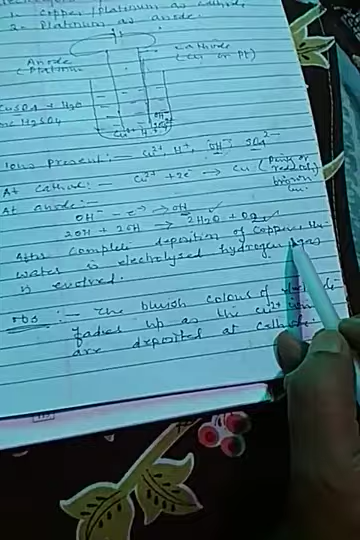 1. Copper/platinum as cathode,
2. Platinum as anode.
Anode
(Platinum
Cathode
(Cu or Pt)
CuSO4 + H2O
H2SO4
Cu2+ H+
Ions present :- Cu2+, H+, OH-, SO4 2-
At Cathode :- Cu2+ + 2e- → Cu (Pink or reddish brown Cu.
At anode :-
OH- - e- → OH
2OH + 2OH → 2H2O + O2
After complete deposition of copper, the
water is electrolysed hydrogen gas
is evolved.
Obs :- The bluish colour of
fades up as the Cu2+ ion
are deposited at cathode.